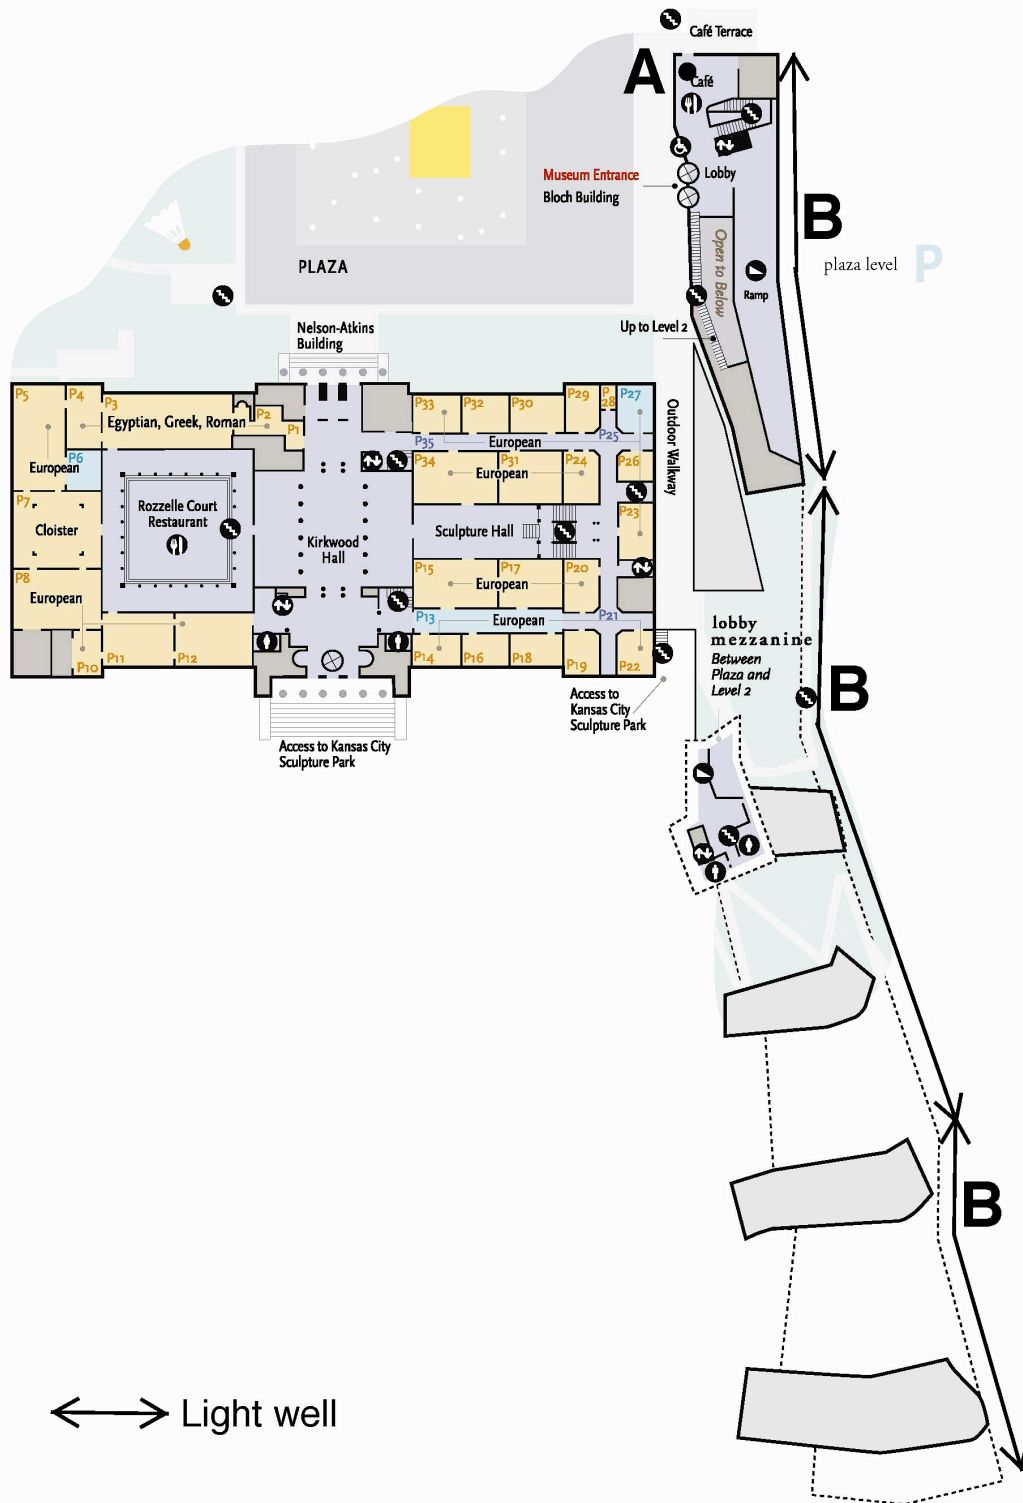 Café Terrace
A
Café
Museum Entrance
Bloch Building
Lobby
B
plaza level P
Open to Below
Ramp
PLAZA
Up to Level 2
Nelson-Atkins
Building
P5
P4
P3
Egyptian, Greek, Roman
P2
P1
P6
European
P7
Cloister
P8
European
P10
P11
P12
Rozzelle Court
Restaurant
Kirkwood
Hall
P33
P32
P30
P29
P
28
P27
P35
European
P25
P34
P31
European
P24
P26
Sculpture Hall
P23
P15
P17
European
P20
P13
European
P21
P14
P16
P18
P19
P22
Outdoor Walkway
lobby
mezzanine
Between
Plaza and
Level 2
B
Access to
Kansas City
Sculpture Park
Access to Kansas City
Sculpture Park
B
Light well